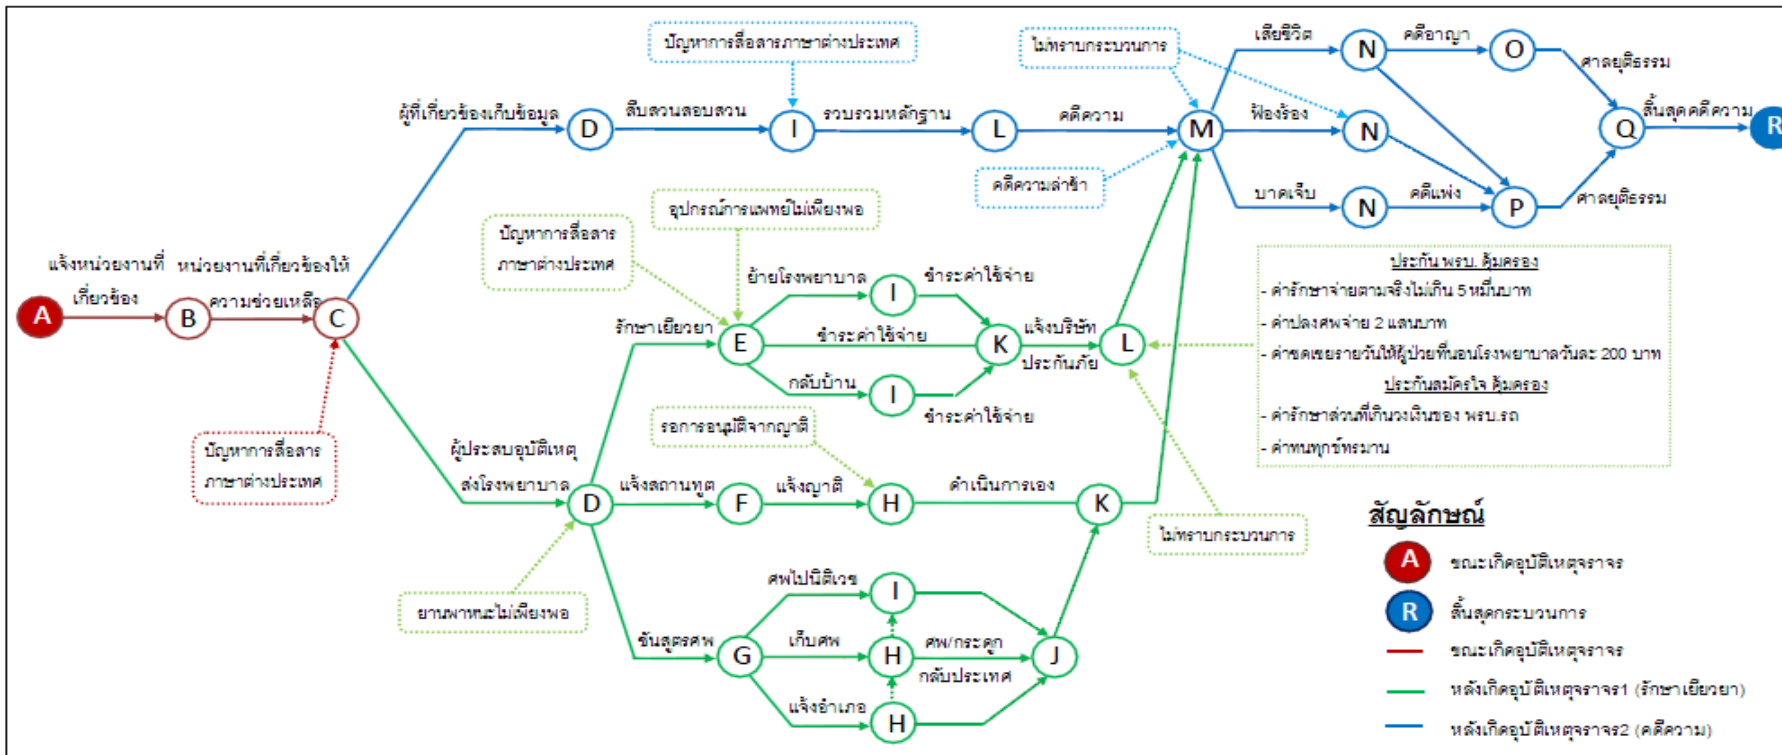 ปัญหาการสื่อสารภาษาต่างประเทศ
ไม่ทราบกระบวนการ
เสียชีวิต
N
คดีอาญา
O
ศาลยุติธรรม
ผู้ที่เกี่ยวข้องเก็บข้อมูล
D
สืบสวนสอบสวน
I
รวบรวมหลักฐาน
L
คดีความ
M
ฟ้องร้อง
N
Q
สิ้นสุดคดีความ
R
คดีความล่าช้า
บาดเจ็บ
N
คดีแพ่ง
P
ศาลยุติธรรม
อุปกรณ์การแพทย์ไม่เพียงพอ
ปัญหาการสื่อสาร
ภาษาต่างประเทศ
แจ้งหน่วยงานที่
เกี่ยวข้อง
หน่วยงานที่เกี่ยวข้องให้
ความช่วยเหลือ
A
B
C
ย้ายโรงพยาบาล
I
ชำระค่าใช้จ่าย
รักษาเยียวยา
E
ชำระค่าใช้จ่าย
K
แจ้งบริษัท
ประกันภัย
L
กลับบ้าน
I
ชำระค่าใช้จ่าย
ประกัน พรบ. คุ้มครอง
- ค่ารักษาจ่ายตามจริงไม่เกิน 5 หมื่นบาท
- ค่าปลงศพจ่าย 2 แสนบาท
- ค่าชดเชยรายวันให้ผู้ป่วยที่นอนโรงพยาบาลวันละ 200 บาท
ประกันสมัครใจ คุ้มครอง
- ค่ารักษาส่วนที่เกินวงเงินของ พรบ.รถ
- ค่าทนทุกข์ทรมาน
ปัญหาการสื่อสาร
ภาษาต่างประเทศ
รอการอนุมัติจากญาติ
ผู้ประสบอุบัติเหตุ
ส่งโรงพยาบาล
D
แจ้งสถานทูต
F
แจ้งญาติ
H
ดำเนินการเอง
K
ไม่ทราบกระบวนการ
ยานพาหนะไม่เพียงพอ
ศพไปนิติเวช
I
ชันสูตรศพ
G
เก็บศพ
H
ศพ/กระดูก
กลับประเทศ
J
แจ้งอำเภอ
H
สัญลักษณ์
A ขณะเกิดอุบัติเหตุจราจร
R สิ้นสุดกระบวนการ
ขณะเกิดอุบัติเหตุจราจร
หลังเกิดอุบัติเหตุจราจร1 (รักษาเยียวยา)
หลังเกิดอุบัติเหตุจราจร2 (คดีความ)